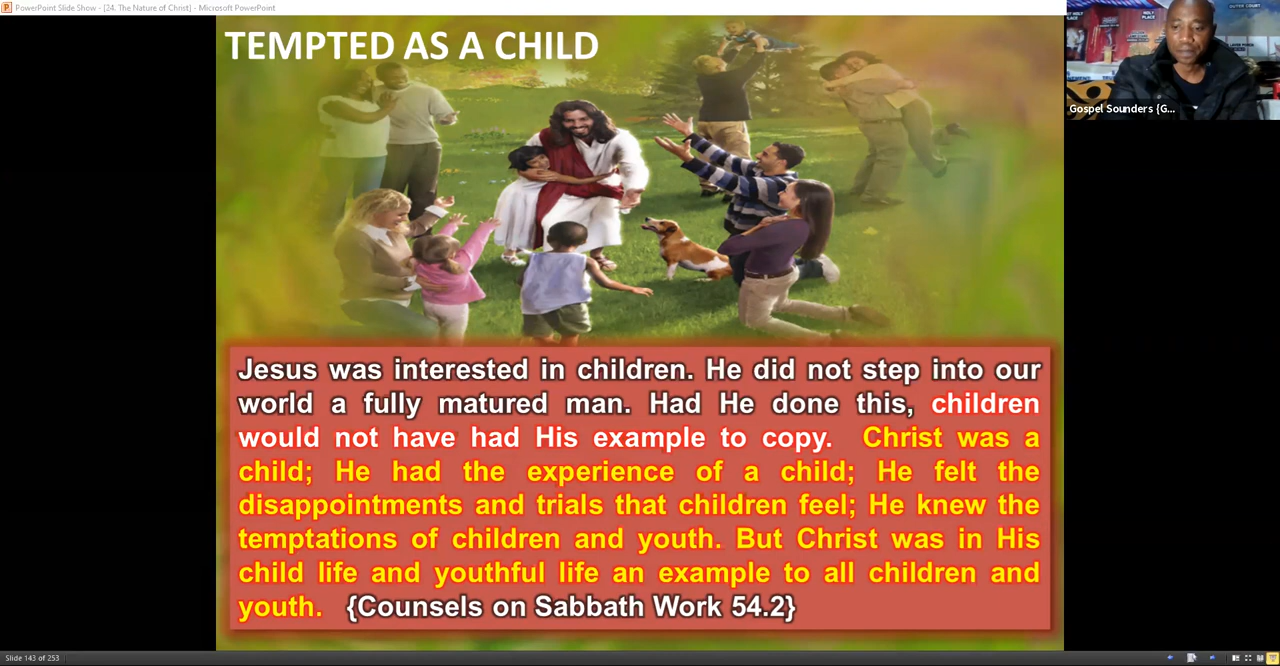 PowerPoint Slide Show - [24. The Nature of Christ] - Microsoft PowerPoint
TEMPTED AS A CHILD
OUTER COURT
HOLY
PLACE
Gospel Sounders {G...
Jesus was interested in children. He did not step into our
world a fully matured man. Had He done this, children
would not have had His example to copy. Christ was a
child; He had the experience of a child; He felt the
disappointments and trials that children feel; He knew the
temptations of children and youth. But Christ was in His
child life and youthful life an example to all children and
youth. {Counsels on Sabbath Work 54.2}
Slide 143 of 253